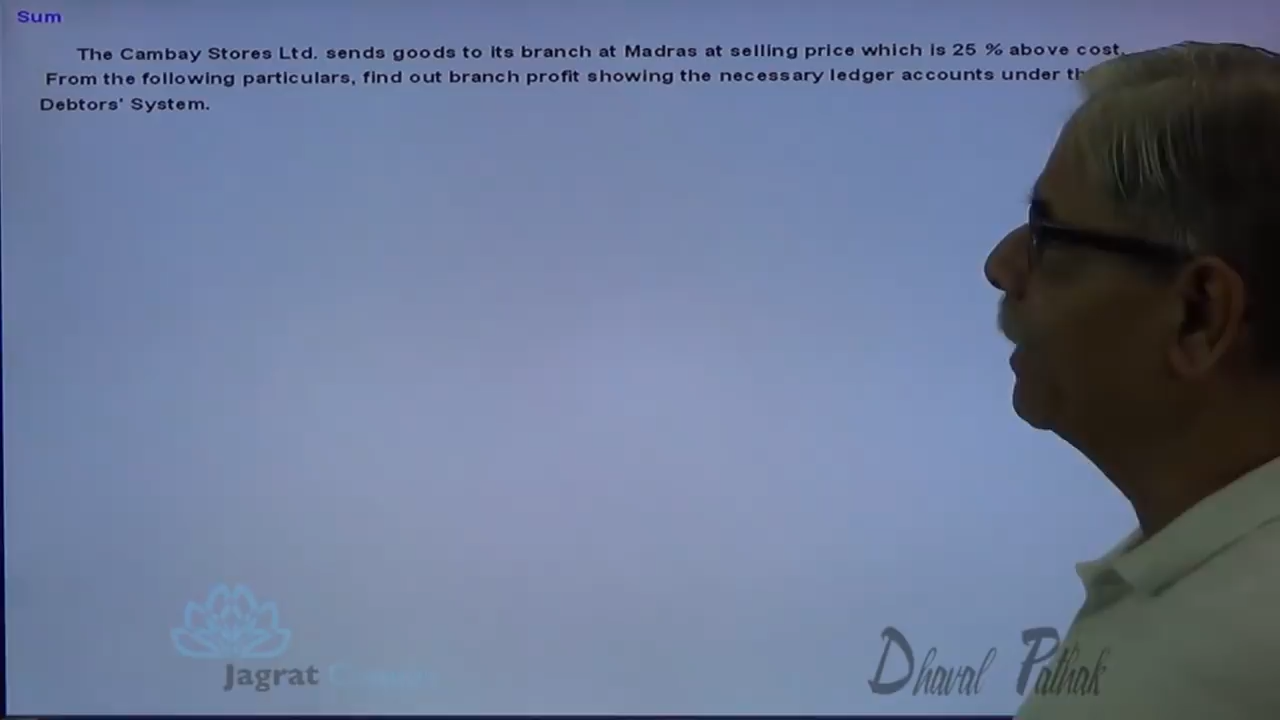 Sum
The Cambay Stores Ltd. sends goods to its branch at Madras at selling price which is 25 % above cost.
From the following particulars, find out branch profit showing the necessary ledger accounts under
Debtors' System.
Jagrat
Dhaval Pathak